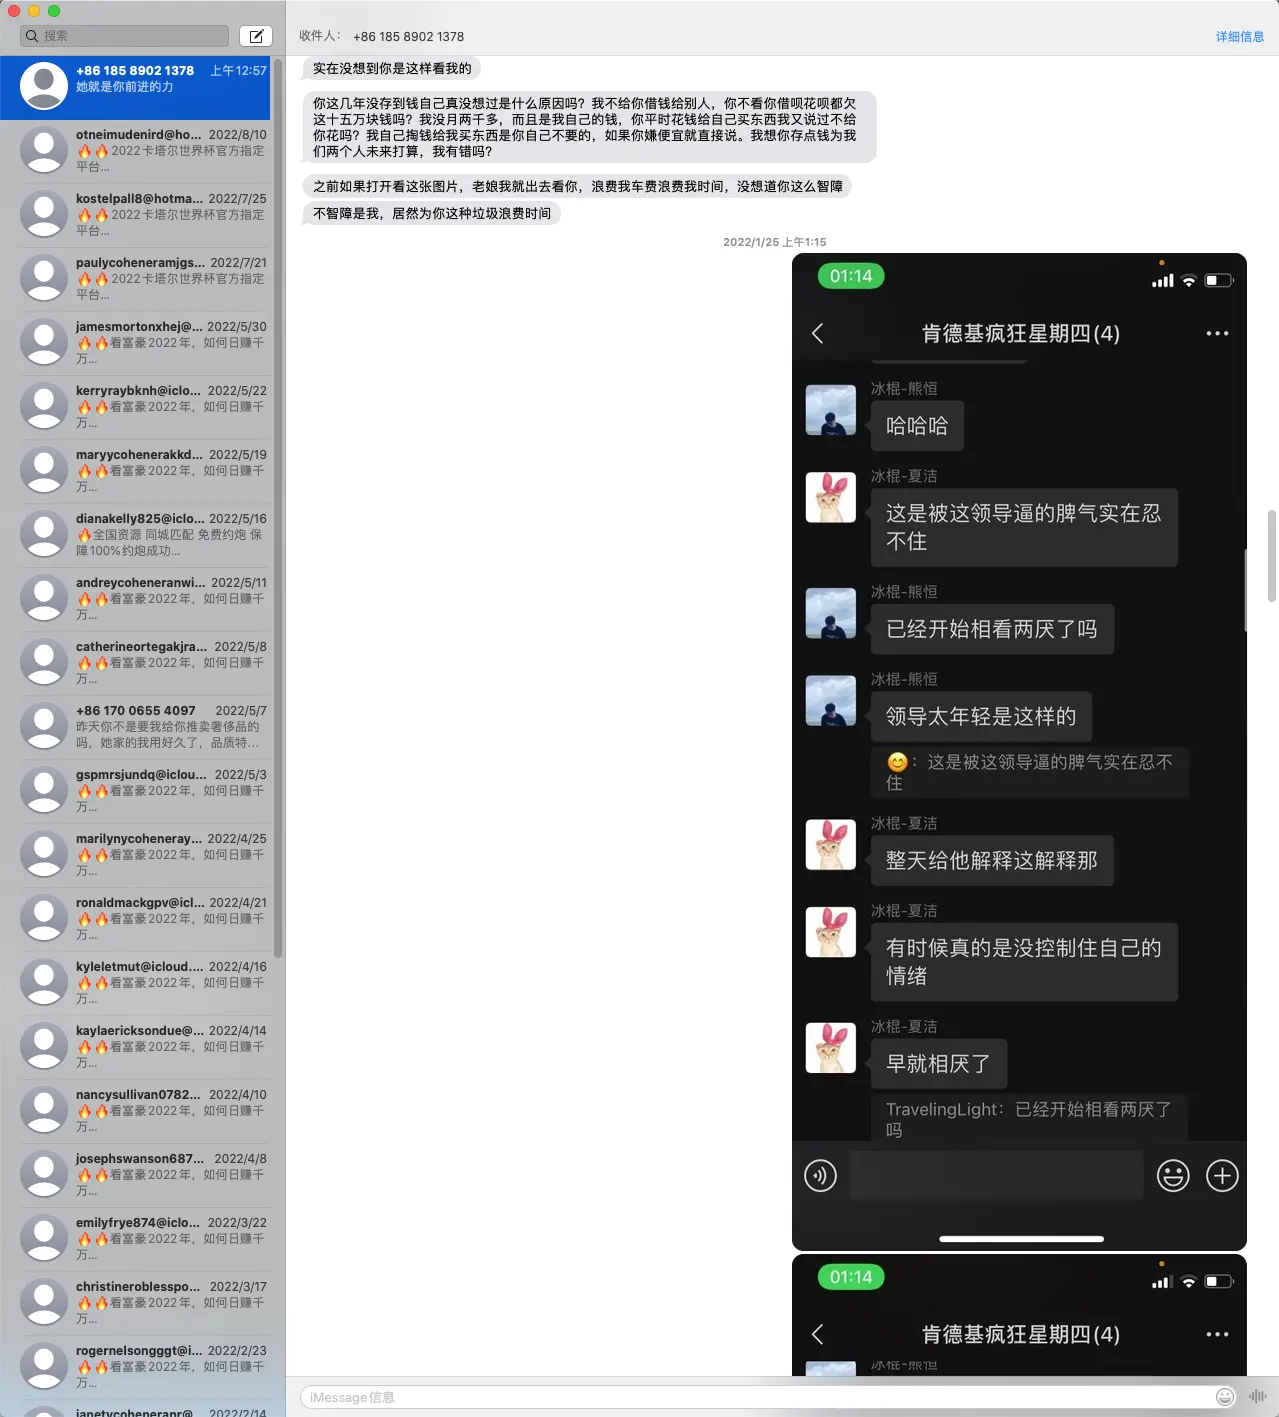 搜索
+86 185 8902 1378 上午12:57
她就是你前进的力
otneimudenird@ho... 2022/8/10
🔥🔥2022卡塔尔世界杯官方指定
平台...
kostelpall8@hotma... 2022/7/25
🔥🔥2022卡塔尔世界杯官方指定
平台...
paulycoheneramjgs... 2022/7/21
🔥🔥2022卡塔尔世界杯官方指定
平台...
jamesmortonxhej@... 2022/5/30
🔥🔥看富豪2022年，如何日赚千
万...
kerryraybknh@iclo... 2022/5/22
🔥🔥看富豪2022年，如何日赚千
万...
maryycohenerakkd... 2022/5/19
🔥🔥看富豪2022年，如何日赚千
万...
dianakelly825@iclo... 2022/5/16
🔥全国资源 同城匹配 免费约炮 保
障100%约炮成功...
andreycoheneranwi... 2022/5/11
🔥🔥看富豪2022年，如何日赚千
万...
catherineortegakjra... 2022/5/8
🔥🔥看富豪2022年，如何日赚千
万...
+86 170 0655 4097 2022/5/7
昨天你不是要我给你推卖奢侈品的
吗，她家的我用好久了，品质特...
gspmrsjundq@iclou... 2022/5/3
🔥🔥看富豪2022年，如何日赚千
万...
marilynycoheneray... 2022/4/25
🔥🔥看富豪2022年，如何日赚千
万...
ronaldmackgpv@icl... 2022/4/21
🔥🔥看富豪2022年，如何日赚千
万...
kyleletmut@icloud.... 2022/4/16
🔥🔥看富豪2022年，如何日赚千
万...
kaylaericksondue@... 2022/4/14
🔥🔥看富豪2022年，如何日赚千
万...
nancysullivan0782... 2022/4/10
🔥🔥看富豪2022年，如何日赚千
万...
josephswanson687... 2022/4/8
🔥🔥看富豪2022年，如何日赚千
万...
emilyfrye874@iclo... 2022/3/22
🔥🔥看富豪2022年，如何日赚千
万...
christineroblesspo... 2022/3/17
🔥🔥看富豪2022年，如何日赚千
万...
rogernelsongggt@i... 2022/2/23
🔥🔥看富豪2022年，如何日赚千
万...
janetycoheneranr@... 2022/2/14
收件人： +86 185 8902 1378
详细信息
实在没想到你是这样看我的
你这几年没存到钱自己真没想过是什么原因吗？我不给你借钱给别人，你不看你借呗花呗都欠
这十五万块钱吗？我没月两千多，而且是我自己的钱，你平时花钱给自己买东西我又说过不给
你花吗？我自己掏钱给我买东西是你自己不要的，如果你嫌便宜就直接说。我想你存点钱为我
们两个人未来打算，我有错吗？
之前如果打开看这张图片，老娘我就出去看你，浪费我车费浪费我时间，没想道你这么智障
不智障是我，居然为你这种垃圾浪费时间
2022/1/25 上午1:15
01:14
肯德基疯狂星期四(4)
冰棍-熊恒
哈哈哈
冰棍-夏洁
这是被这领导逼的脾气实在忍
不住
冰棍-熊恒
已经开始相看两厌了吗
冰棍-熊恒
领导太年轻是这样的
😊：这是被这领导逼的脾气实在忍不
住
冰棍-夏洁
整天给他解释这解释那
冰棍-夏洁
有时候真的是没控制住自己的
情绪
冰棍-夏洁
早就相厌了
TravelingLight：已经开始相看两厌了
吗
01:14
肯德基疯狂星期四(4)
冰棍-熊恒
iMessage信息